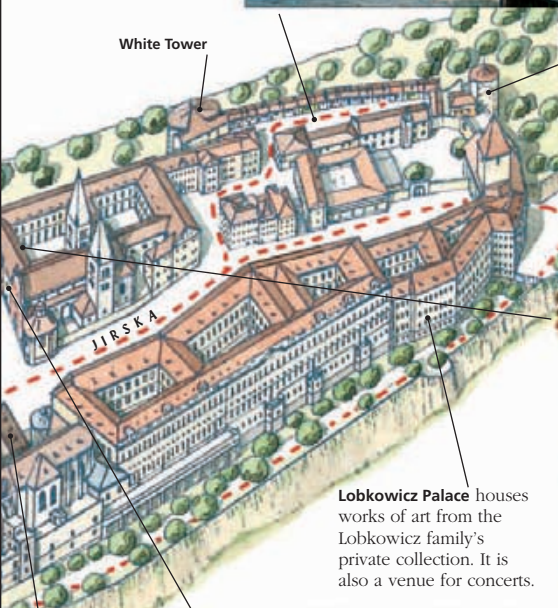 White Tower
JIRSKA
Lobkowicz Palace houses
works of art from the
Lobkowicz family's
private collection. It is
also a venue for concerts.